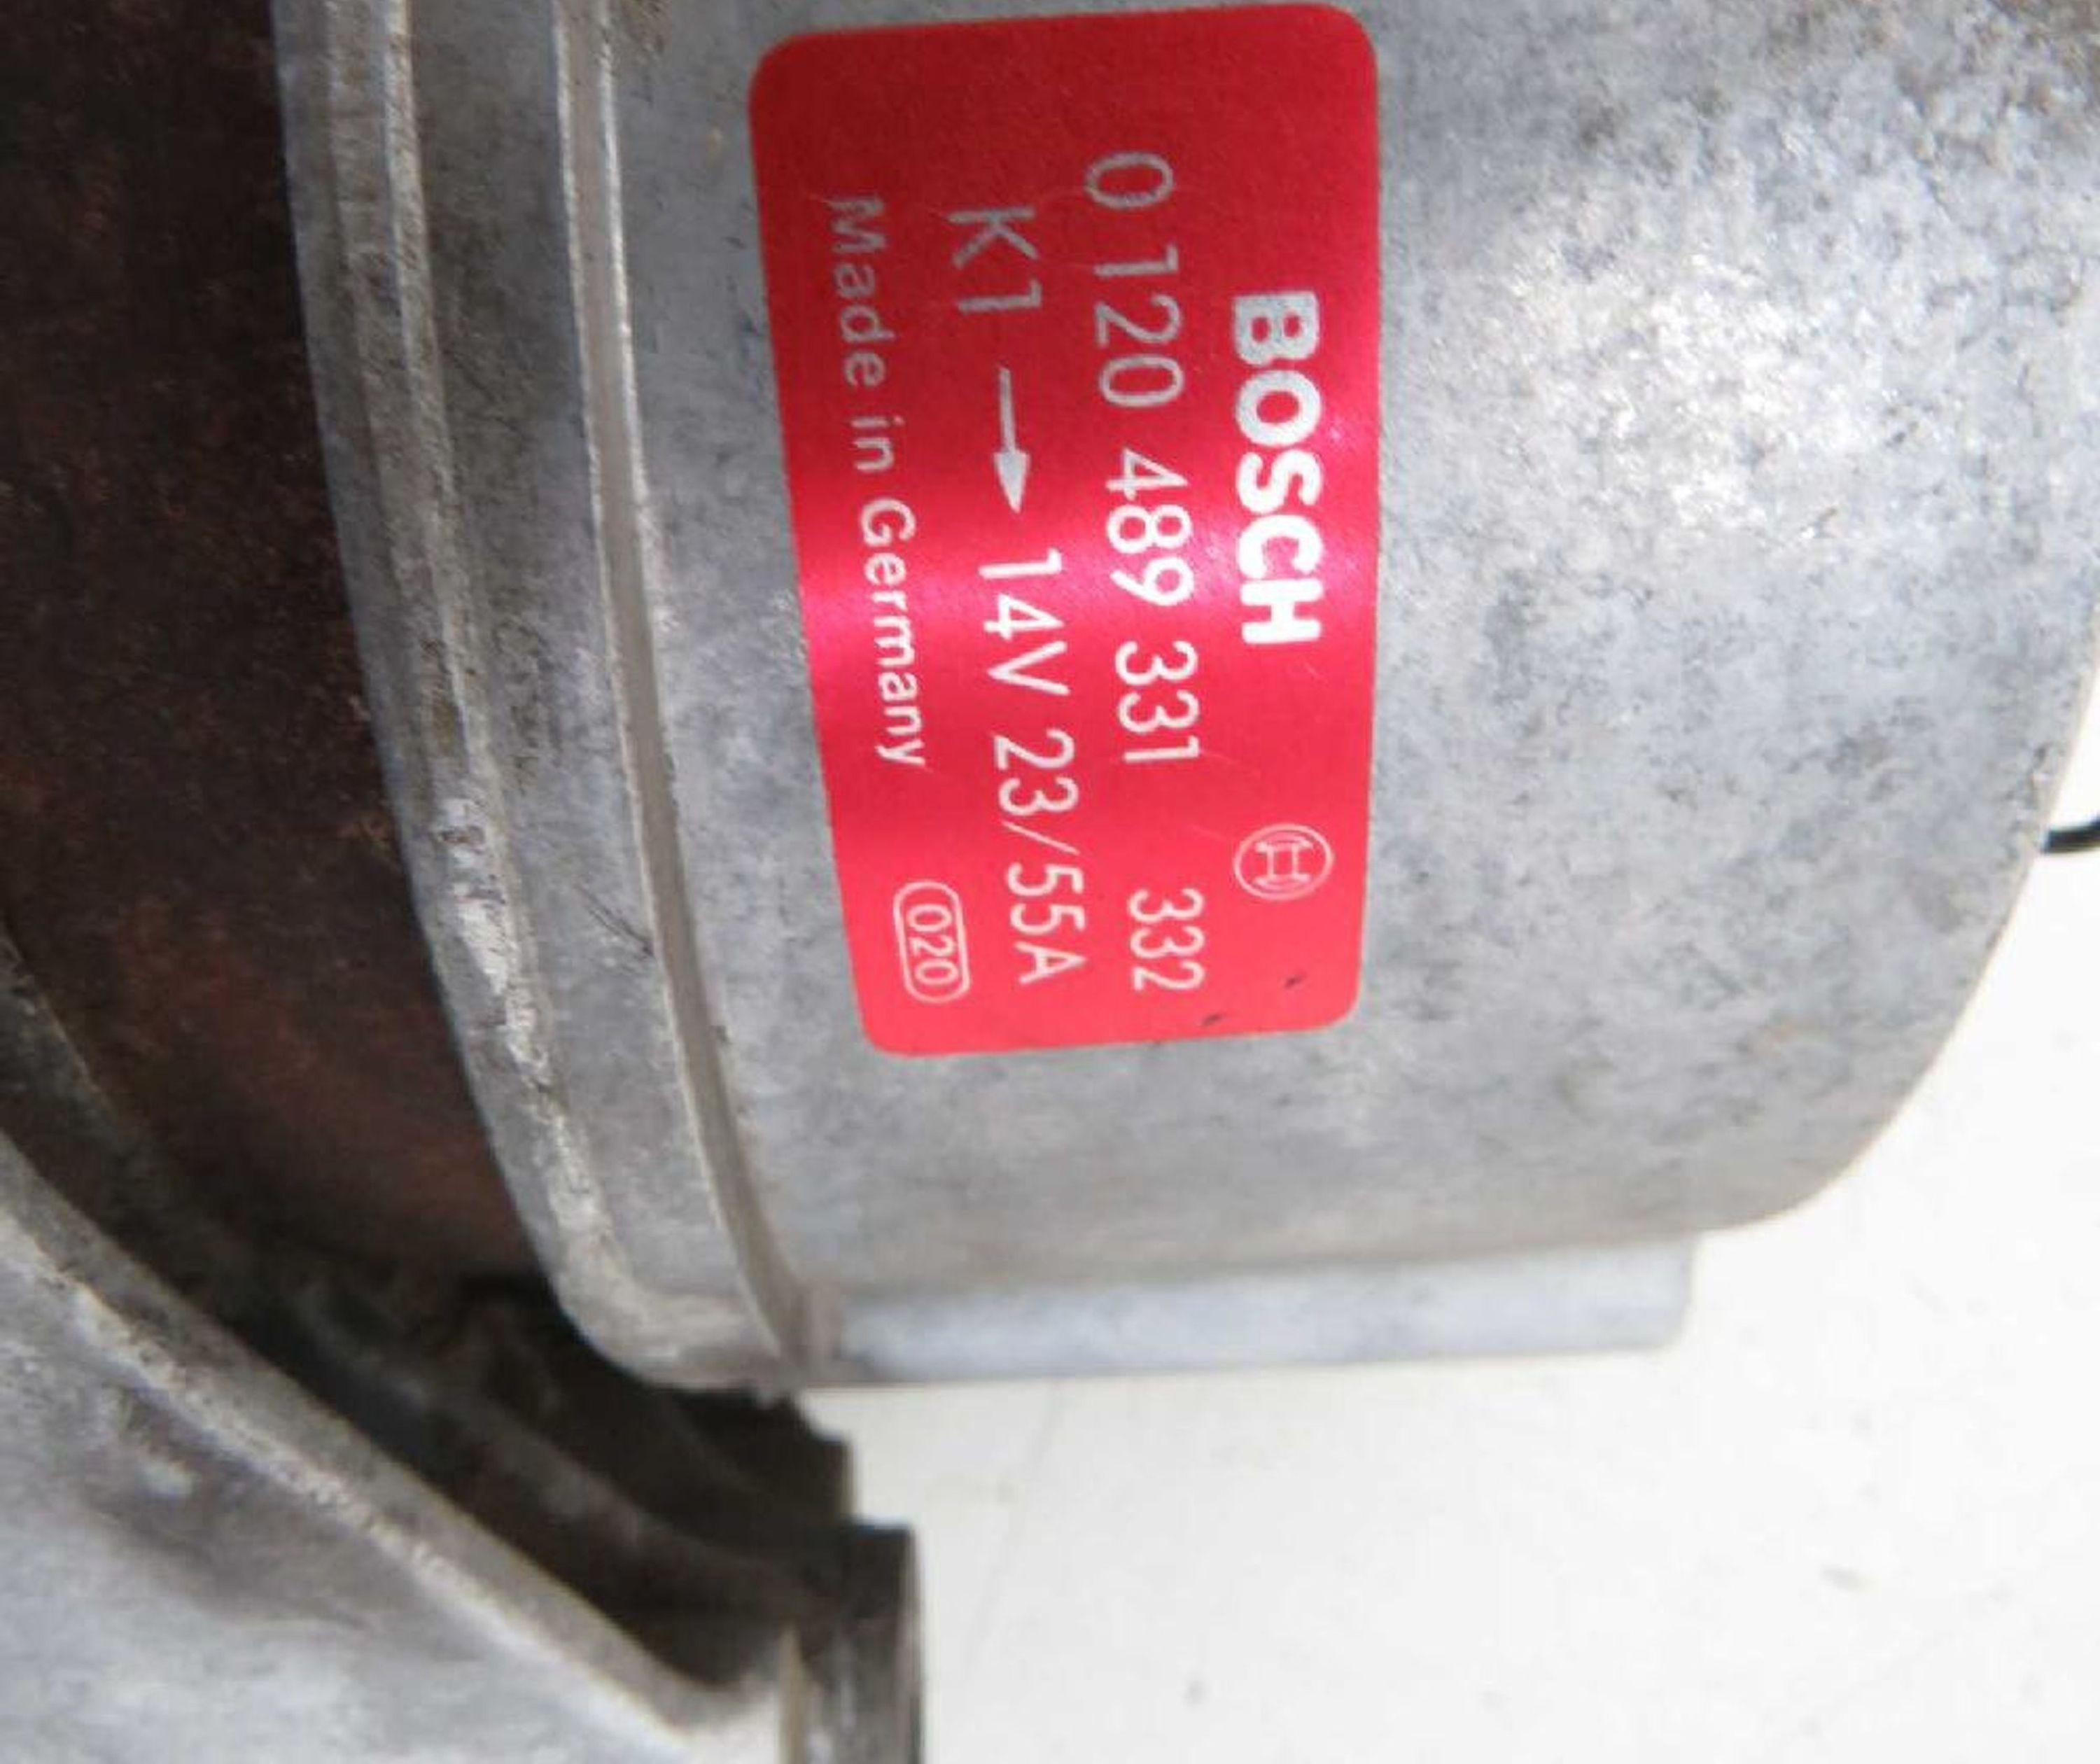 BOSCH
0 120 489 331 332
K1 → 14V 23/55A
Made in Germany 020